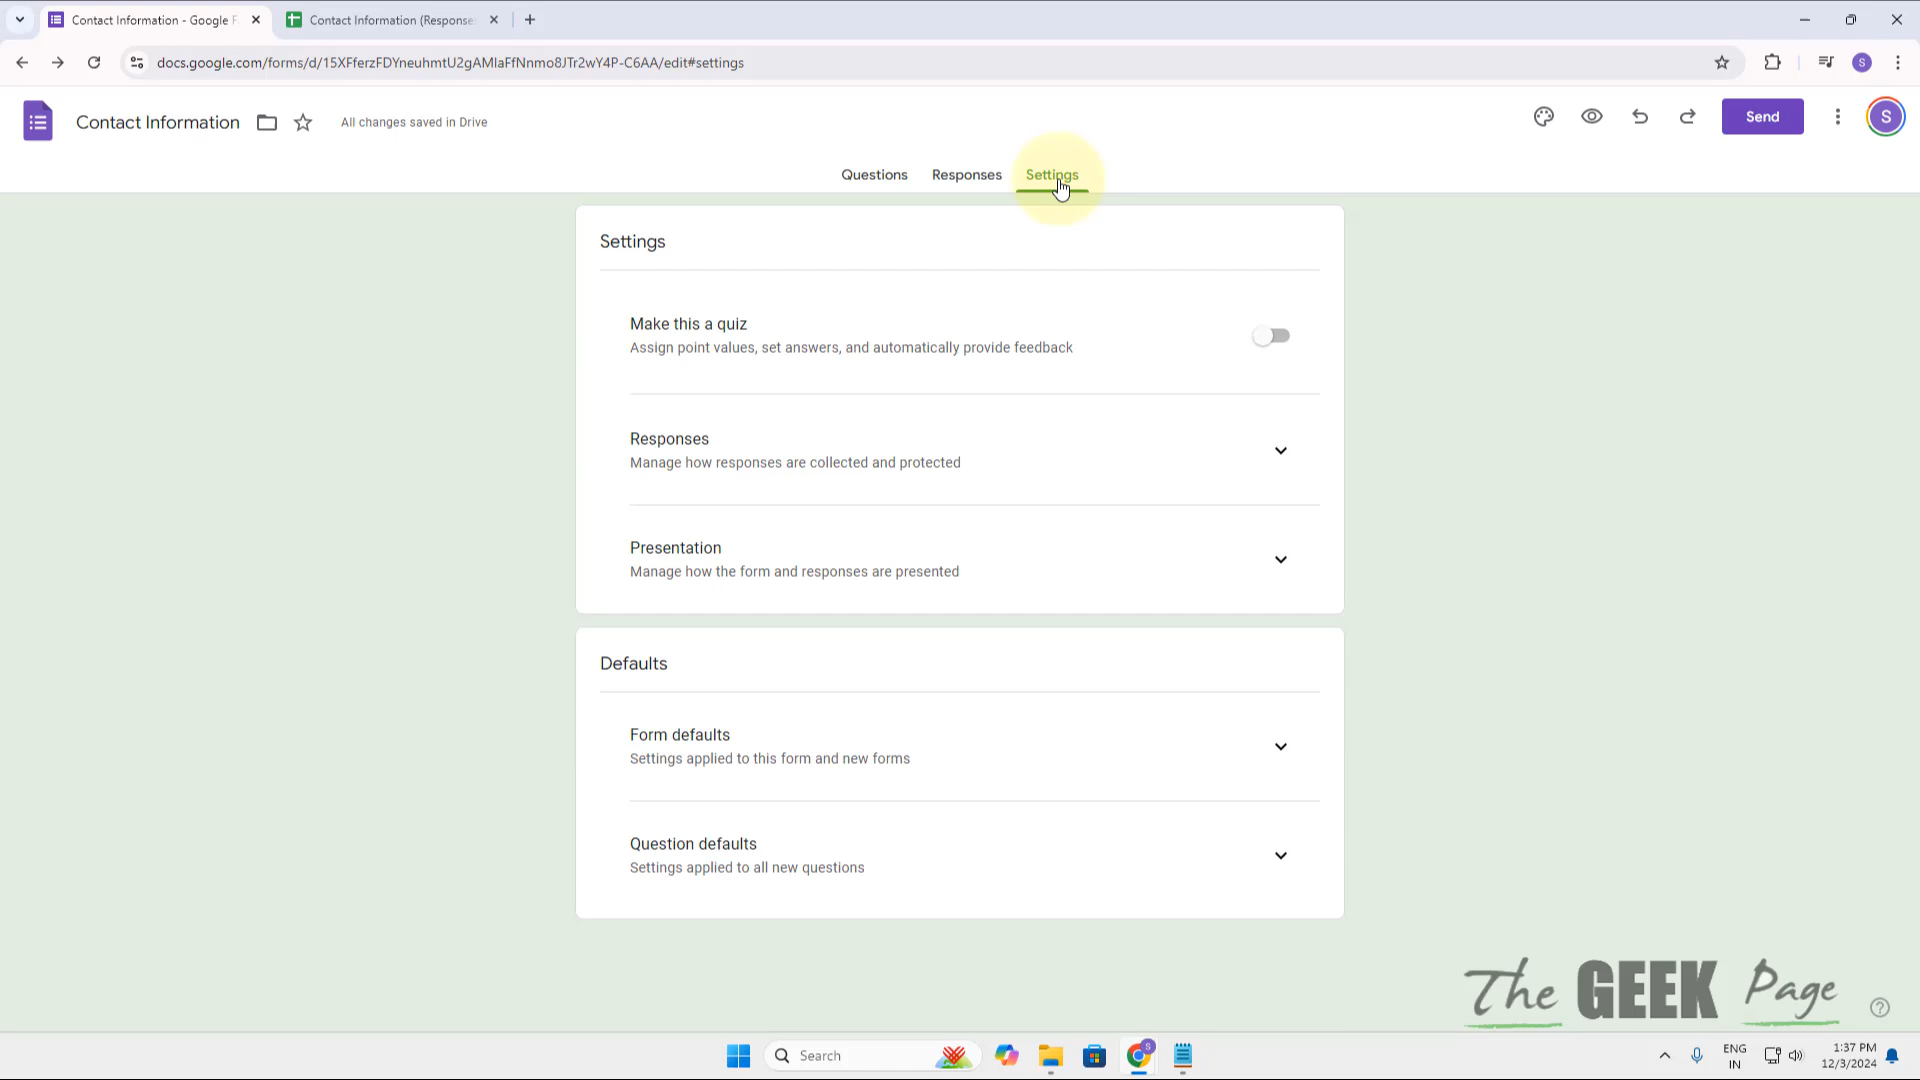 Contact Information - Google F
Contact Information (Response
docs.google.com/forms/d/15XFferzFDYneuhmtU2gAMlaFfNnmo8JTr2wY4P-C6AA/edit#settings
S
Contact Information
All changes saved in Drive
Send
S
Questions
Responses
Settings
Settings
Make this a quiz
Assign point values, set answers, and automatically provide feedback
Responses
Manage how responses are collected and protected
Presentation
Manage how the form and responses are presented
Defaults
Form defaults
Settings applied to this form and new forms
Question defaults
Settings applied to all new questions
The GEEK Page
Search
S
ENG
IN
1:37 PM
12/3/2024